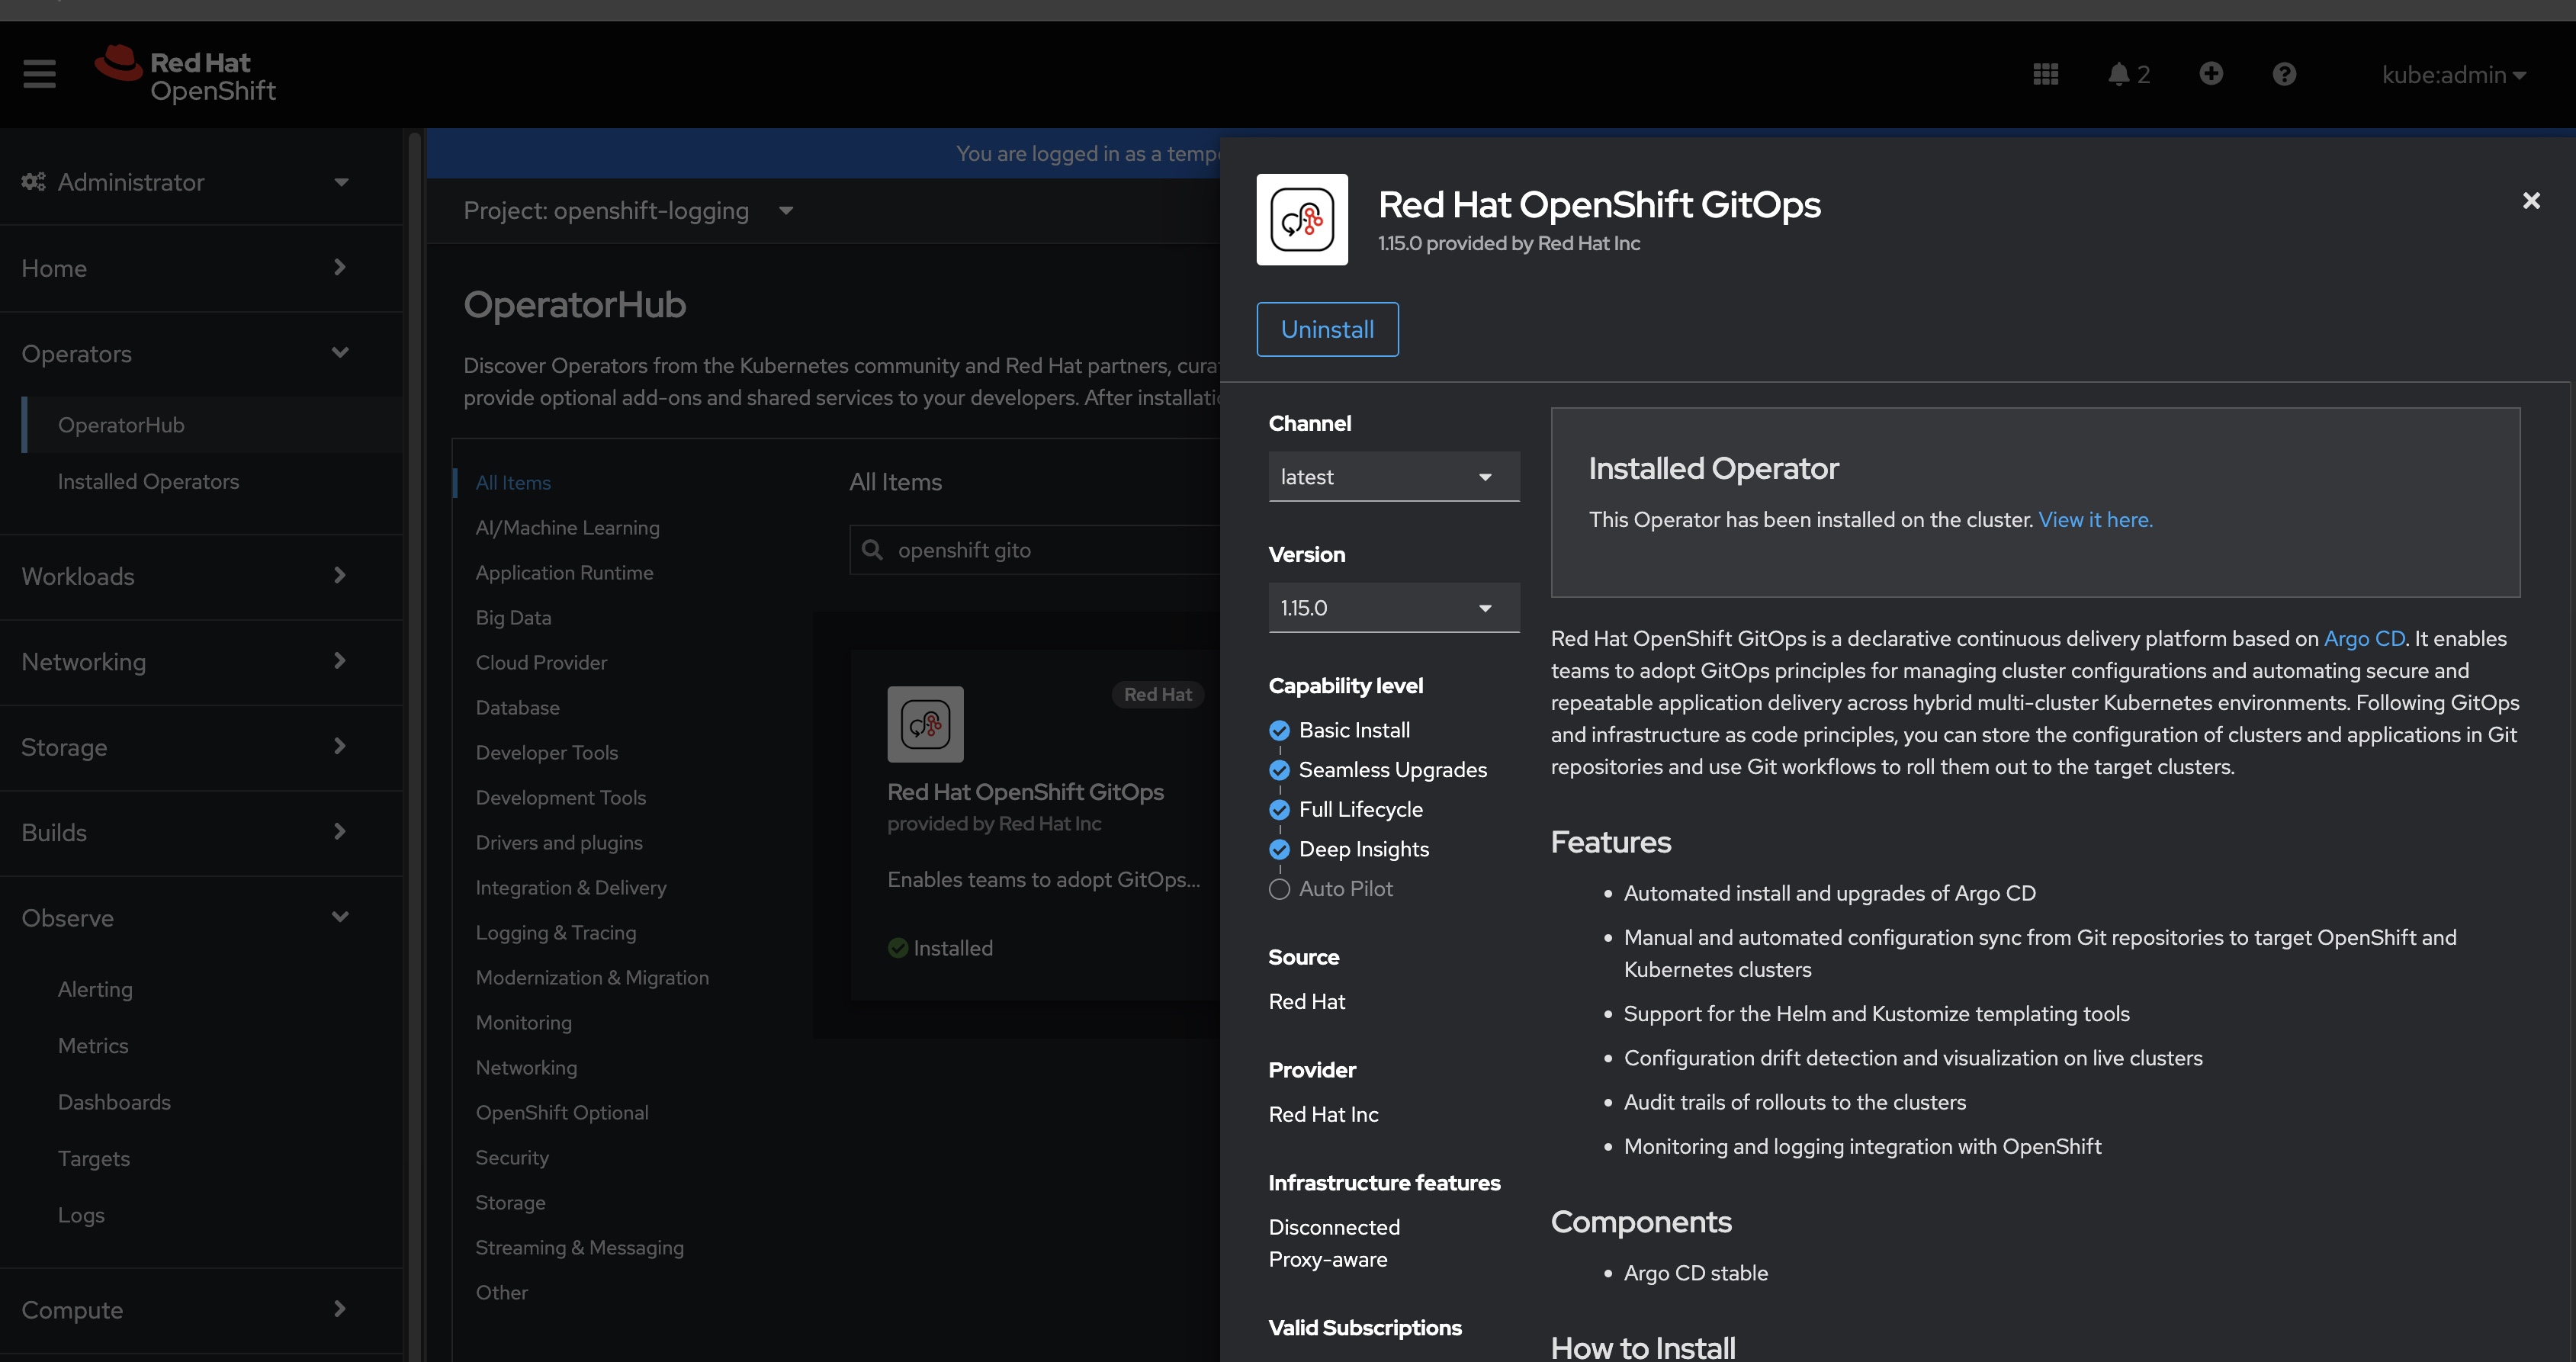 Red Hat
OpenShift
2
kube:admin
Administrator
Home
Operators
OperatorHub
Installed Operators
Workloads
Networking
Storage
Builds
Observe
Alerting
Metrics
Dashboards
Targets
Logs
Compute
You are logged in as a tempo
Project: openshift-logging
OperatorHub
Discover Operators from the Kubernetes community and Red Hat partners, cura
provide optional add-ons and shared services to your developers. After installatio
All Items
AI/Machine Learning
Application Runtime
Big Data
Cloud Provider
Database
Developer Tools
Development Tools
Drivers and plugins
Integration & Delivery
Logging & Tracing
Modernization & Migration
Monitoring
Networking
OpenShift Optional
Security
Storage
Streaming & Messaging
Other
All Items
openshift gito
Red Hat
Red Hat OpenShift GitOps
provided by Red Hat Inc
Enables teams to adopt GitOps...
Installed
Red Hat OpenShift GitOps
1.15.0 provided by Red Hat Inc
Uninstall
Channel
latest
Version
1.15.0
Capability level
Basic Install
Seamless Upgrades
Full Lifecycle
Deep Insights
Auto Pilot
Source
Red Hat
Provider
Red Hat Inc
Infrastructure features
Disconnected
Proxy-aware
Valid Subscriptions
Installed Operator
This Operator has been installed on the cluster. View it here.
Red Hat OpenShift GitOps is a declarative continuous delivery platform based on Argo CD. It enables
teams to adopt GitOps principles for managing cluster configurations and automating secure and
repeatable application delivery across hybrid multi-cluster Kubernetes environments. Following GitOps
and infrastructure as code principles, you can store the configuration of clusters and applications in Git
repositories and use Git workflows to roll them out to the target clusters.
Features
Automated install and upgrades of Argo CD
Manual and automated configuration sync from Git repositories to target OpenShift and
Kubernetes clusters
Support for the Helm and Kustomize templating tools
Configuration drift detection and visualization on live clusters
Audit trails of rollouts to the clusters
Monitoring and logging integration with OpenShift
Components
Argo CD stable
How to Install